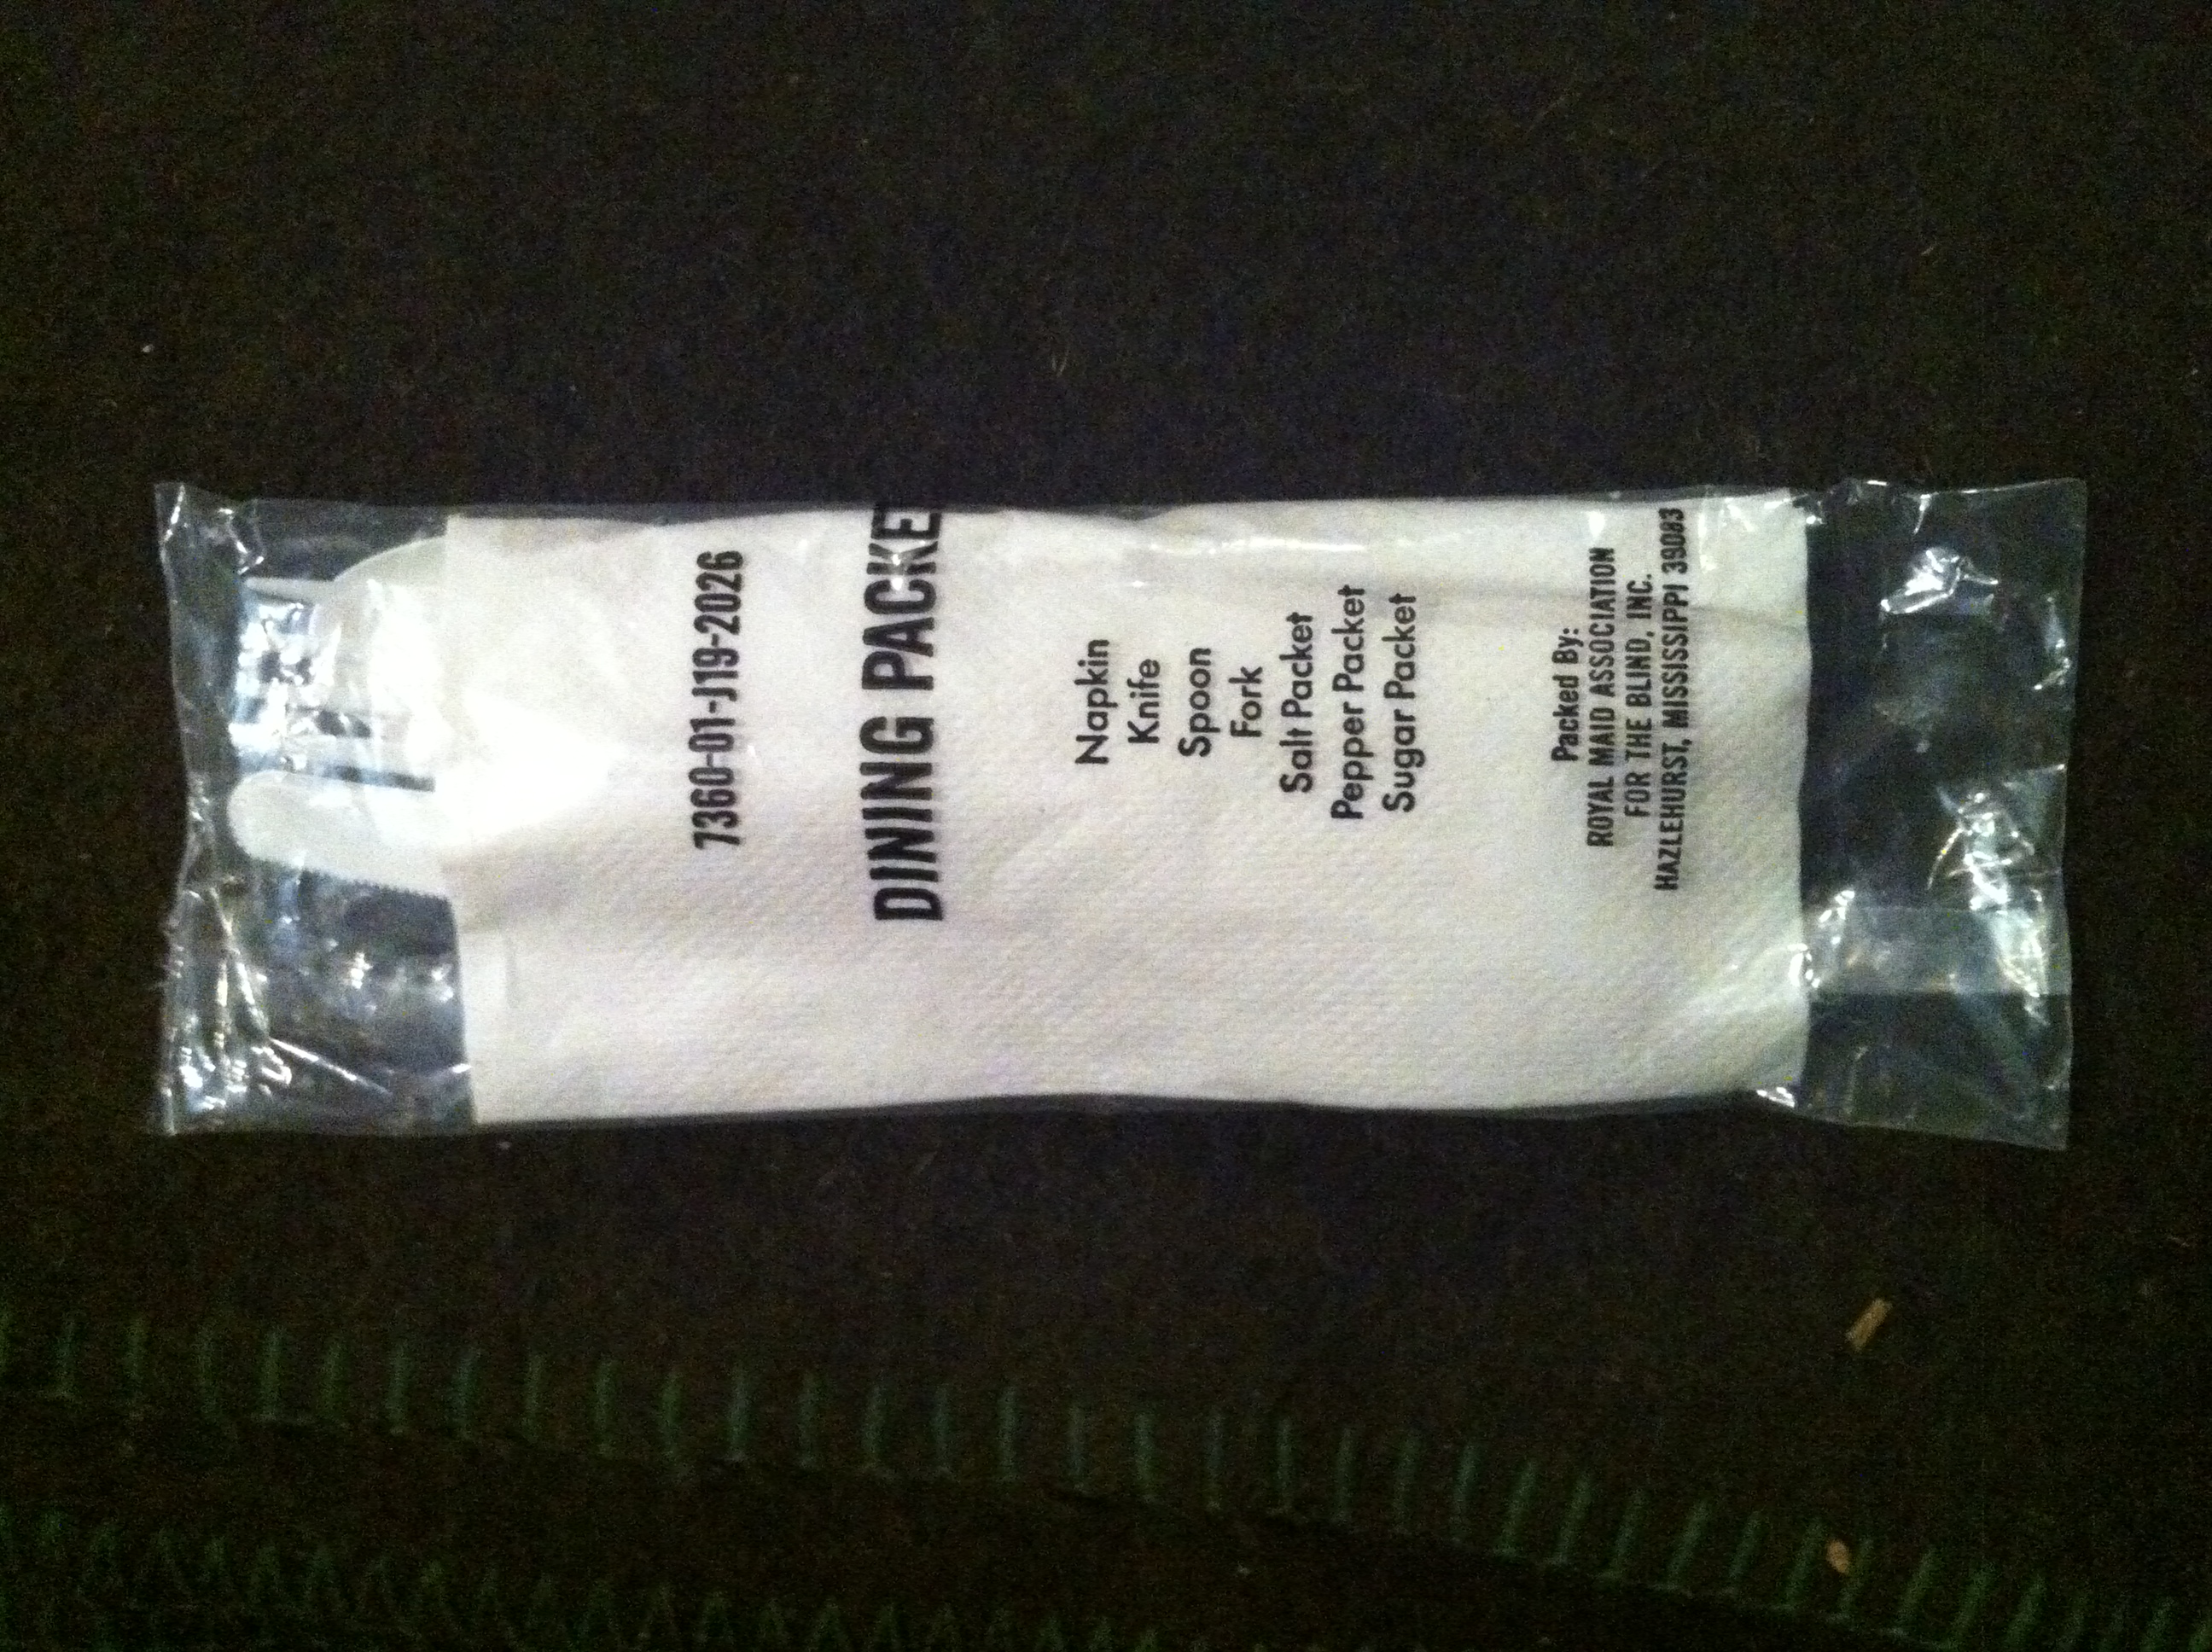 7360-01-J19-2026
DINING PACKET
Napkin
Knife
Spoon
Fork
Salt Packet
Pepper Packet
Sugar Packet
Packed By:
ROYAL MAID ASSOCIATION
FOR THE BLIND, INC.
HAZLEHURST, MISSISSIPPI 39083